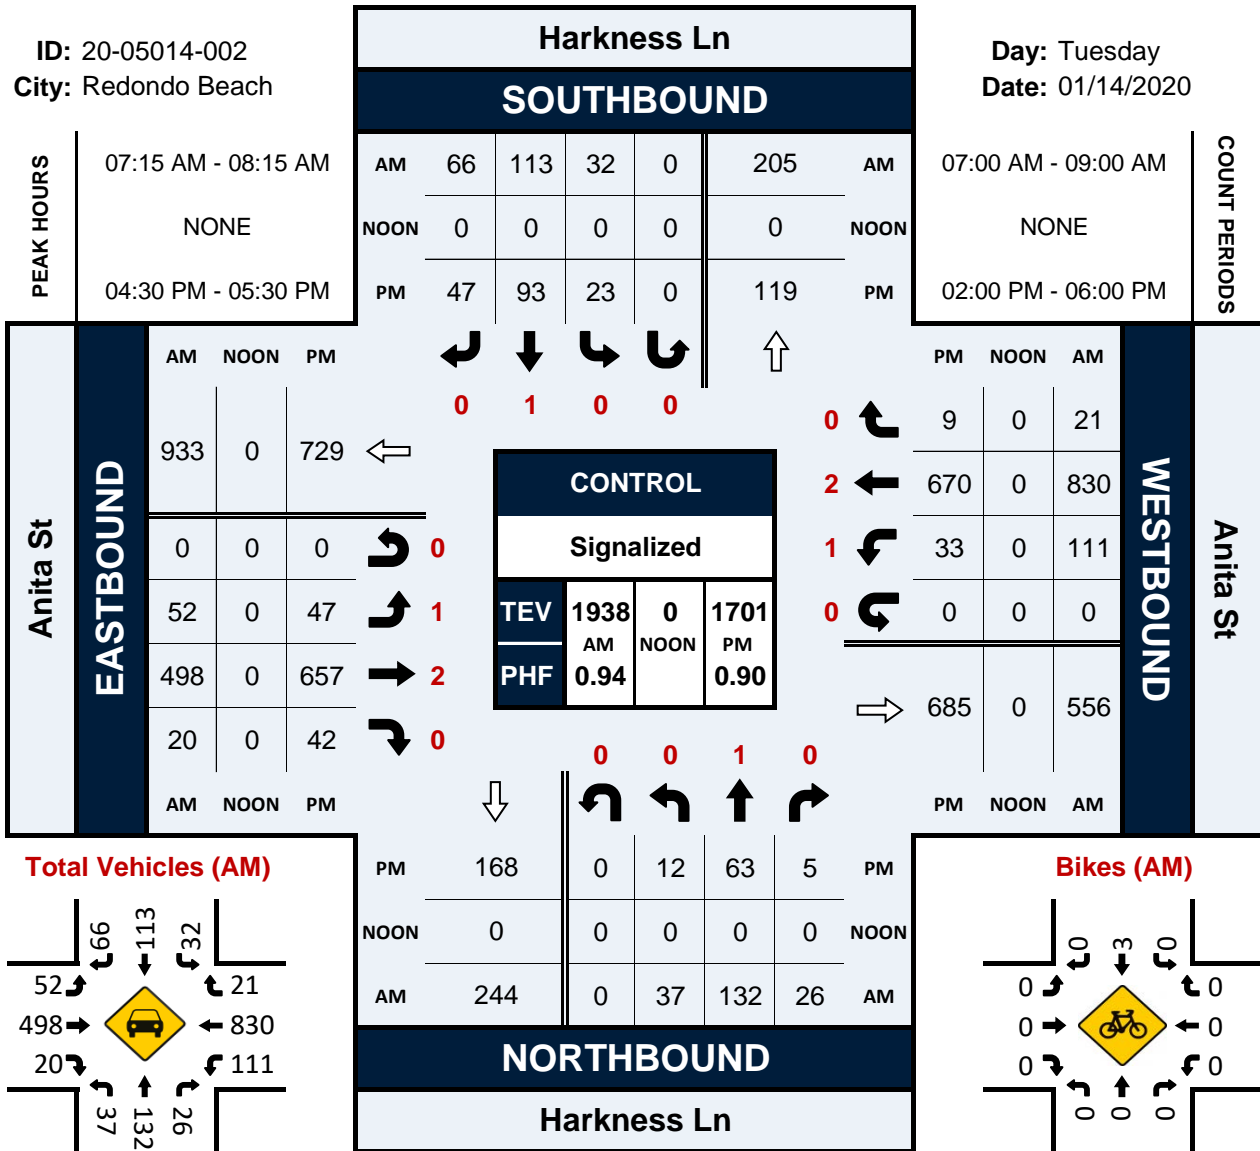 ID: 20-05014-002
City: Redondo Beach
Harkness Ln
SOUTHBOUND
Day: Tuesday
Date: 01/14/2020
PEAK HOURS
07:15 AM - 08:15 AM
NONE
04:30 PM - 05:30 PM
AM 66 113 32 0 205 AM
NOON 0 0 0 0 0 NOON
PM 47 93 23 0 119 PM
07:00 AM - 09:00 AM
NONE
02:00 PM - 06:00 PM
COUNT PERIODS
0 1 0 0
Anita St
EASTBOUND
AM NOON PM
933 0 729
0 0 0 0
52 0 47 1
498 0 657 2
20 0 42 0
AM NOON PM
CONTROL
Signalized
TEV 1938 0 1701
AM NOON PM
PHF 0.94 0.90
PM NOON AM
0 9 0 21
2 670 0 830
1 33 0 111
0 0 0 0
685 0 556
PM NOON AM
WESTBOUND
Anita St
0 0 1 0
PM 168 0 12 63 5 PM
NOON 0 0 0 0 0 NOON
AM 244 0 37 132 26 AM
NORTHBOUND
Harkness Ln
Total Vehicles (AM)
66 113 32
52 21
498 830
20 111
37 132 26
Bikes (AM)
0 3 0
0 0
0 0
0 0
0 0 0